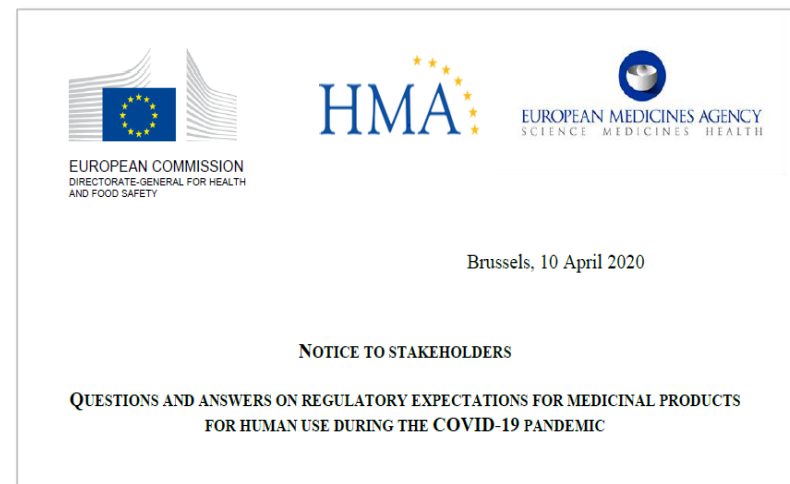 HMA
EUROPEAN MEDICINES AGENCY
SCIENCE MEDICINES HEALTH
EUROPEAN COMMISSION
DIRECTORATE-GENERAL FOR HEALTH
AND FOOD SAFETY
Brussels, 10 April 2020
NOTICE TO STAKEHOLDERS
QUESTIONS AND ANSWERS ON REGULATORY EXPECTATIONS FOR MEDICINAL PRODUCTS
FOR HUMAN USE DURING THE COVID-19 PANDEMIC